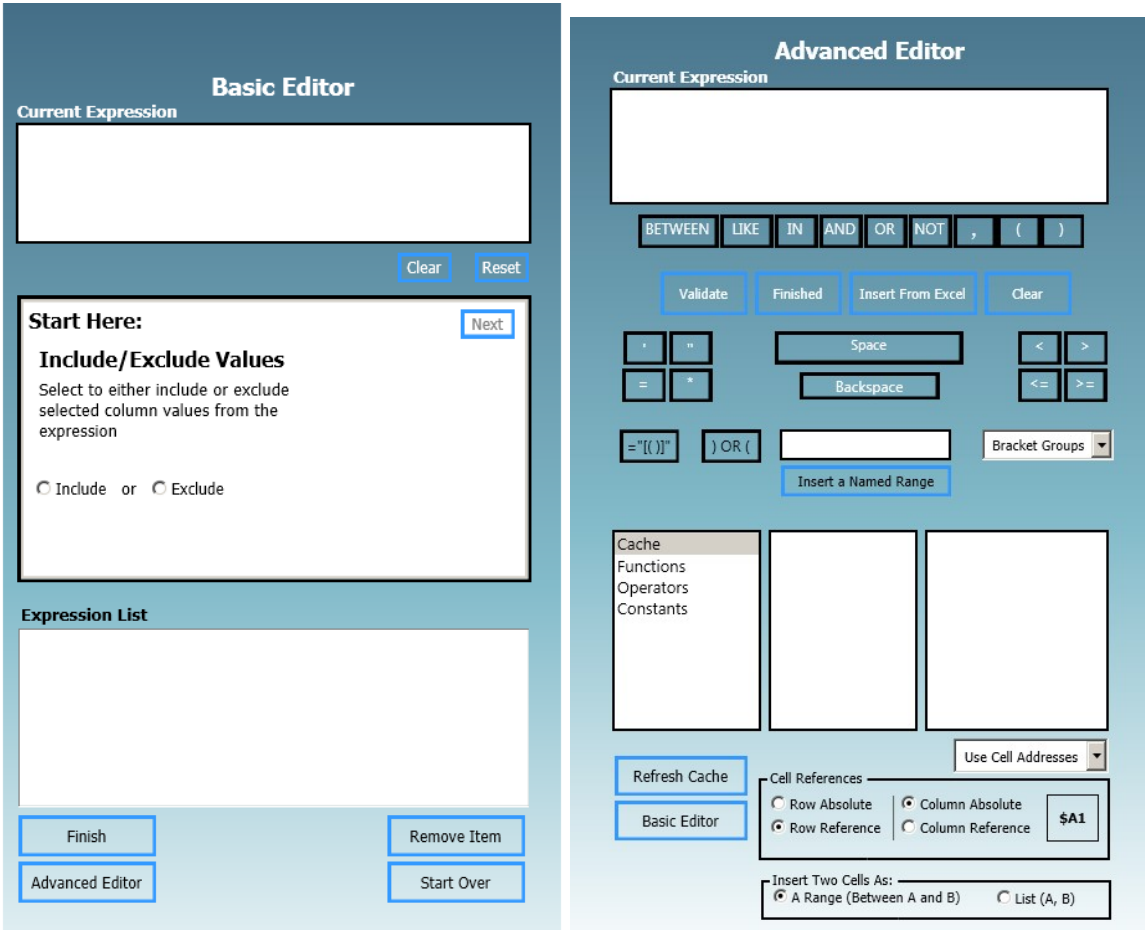 Basic Editor
Current Expression
Clear Reset
Start Here:
Next
Include/Exclude Values
Select to either include or exclude
selected column values from the
expression
Include or Exclude
Expression List
Finish Remove Item
Advanced Editor Start Over
Advanced Editor
Current Expression
BETWEEN LIKE IN AND OR NOT , ( )
Validate Finished Insert From Excel Clear
' " Space < >
= * Backspace <= >=
="[( )]" ) OR ( Bracket Groups
Insert a Named Range
Cache
Functions
Operators
Constants
Use Cell Addresses
Refresh Cache
Basic Editor
Cell References
Row Absolute Column Absolute
Row Reference Column Reference
$A1
Insert Two Cells As:
A Range (Between A and B) List (A, B)